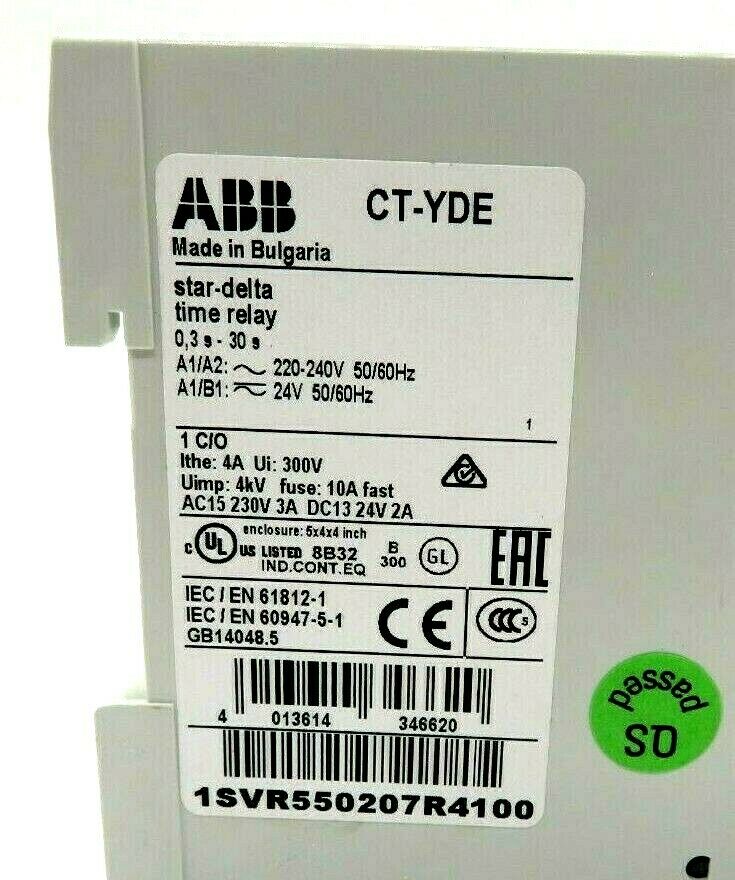 ABB CT-YDE
Made in Bulgaria
star-delta
time relay
0,3 s - 30 s
A1/A2: 220-240V 50/60Hz
A1/B1: 24V 50/60Hz
1
1 C/O
Ithe: 4A Ui: 300V
Uimp: 4kV fuse: 10A fast
AC15 230V 3A DC13 24V 2A
enclosure: 5x4x4 inch
C UL US LISTED 8B32 B 300 GL EAC
IND.CONT.EQ
IEC / EN 61812-1
IEC / EN 60947-5-1
GB14048.5
CE CCC S
4 013614 346620
1SVR550207R4100
passed
SD